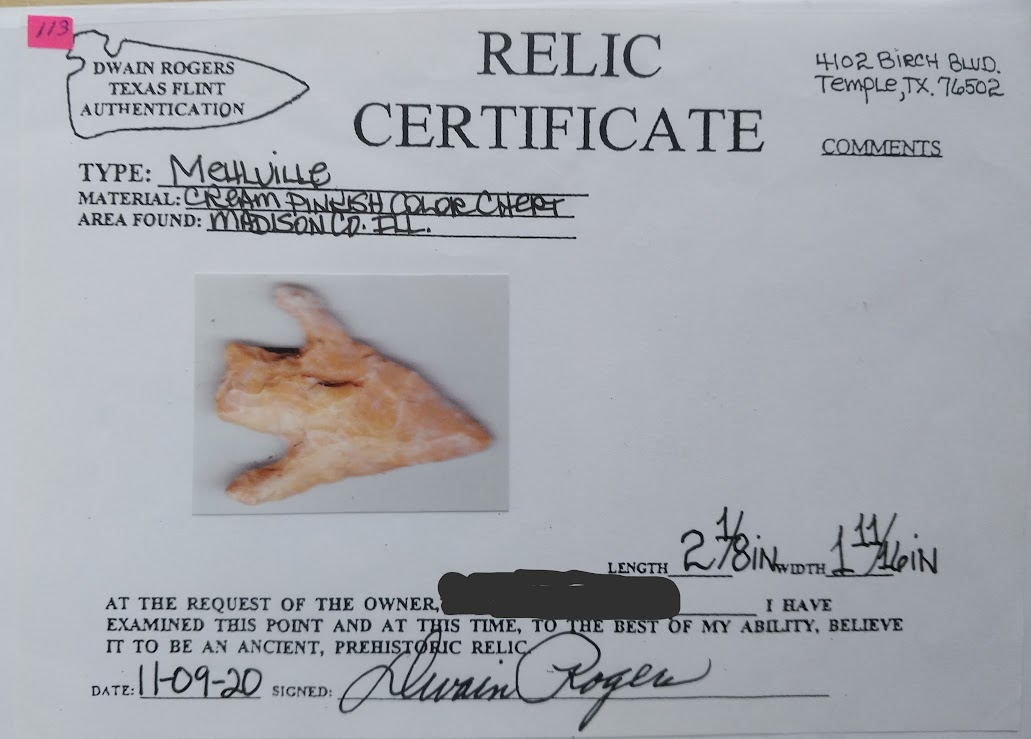 113
DWAIN ROGERS
TEXAS FLINT
AUTHENTICATION
RELIC
CERTIFICATE
4102 BIRCH BLVD.
Temple, TX. 76502
COMMENTS
TYPE: Mehlville
MATERIAL: CREAM PINKISH COLOR CHERT
AREA FOUND: MADISON CO. ILL.
LENGTH 2 1/8 IN WIDTH 1 11/16 IN
AT THE REQUEST OF THE OWNER, I HAVE
EXAMINED THIS POINT AND AT THIS TIME, TO THE BEST OF MY ABILITY, BELIEVE
IT TO BE AN ANCIENT, PREHISTORIC RELIC.
DATE: 11-09-20 SIGNED: Dwain Rogers